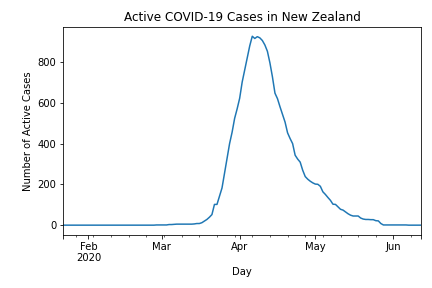 Active COVID-19 Cases in New Zealand
Number of Active Cases
800
600
400
200
0
Feb
2020
Mar
Apr
May
Jun
Day